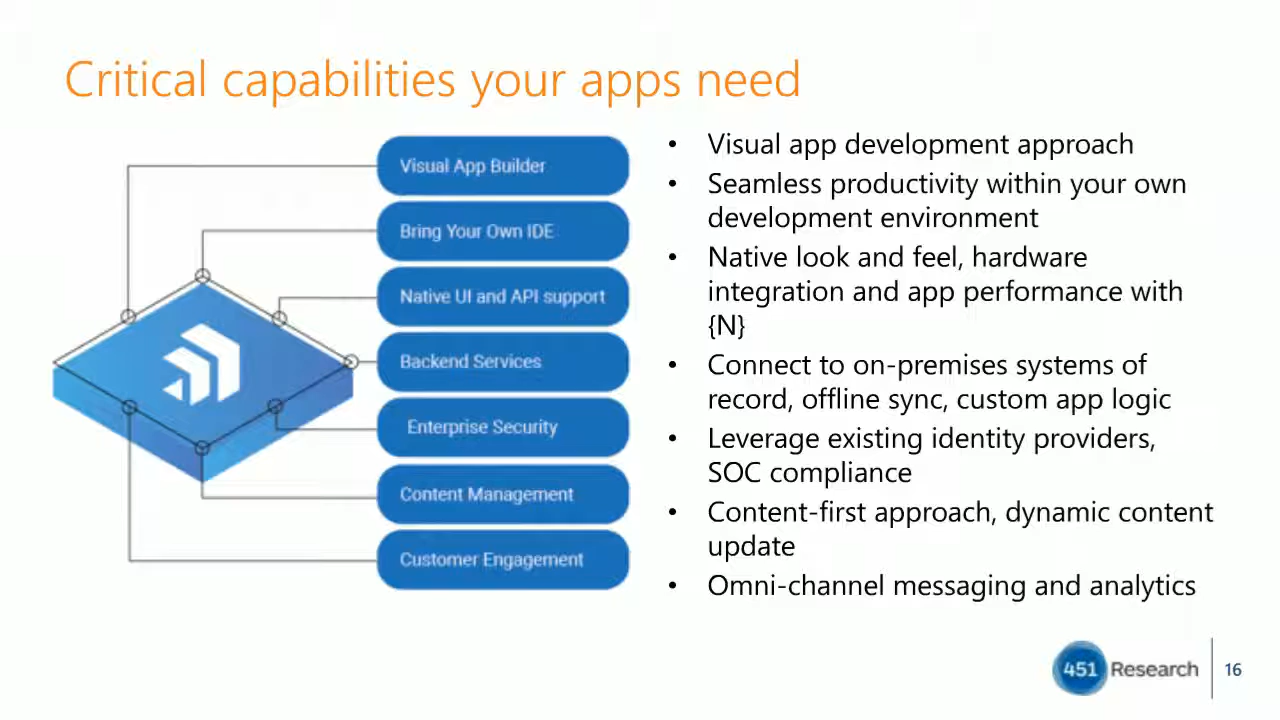 Critical capabilities your apps need
Visual App Builder
Bring Your Own IDE
Native UI and API support
Backend Services
Enterprise Security
Content Management
Customer Engagement
• Visual app development approach
• Seamless productivity within your own
development environment
• Native look and feel, hardware
integration and app performance with
{N}
• Connect to on-premises systems of
record, offline sync, custom app logic
• Leverage existing identity providers,
SOC compliance
• Content-first approach, dynamic content
update
• Omni-channel messaging and analytics
451 Research
16